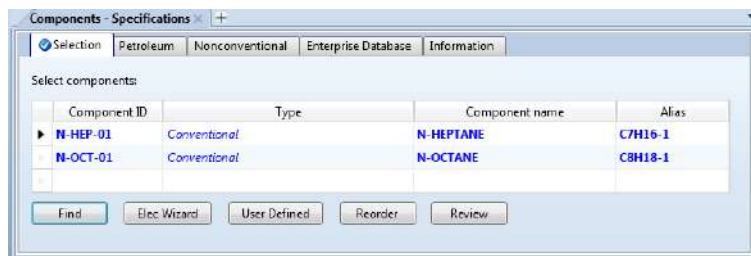 Components - Specifications × +
Selection Petroleum Nonconventional Enterprise Database Information
Select components:
Component ID Type Component name Alias
N-HEP-01 Conventional N-HEPTANE C7H16-1
N-OCT-01 Conventional N-OCTANE C8H18-1
Find Elec Wizard User Defined Reorder Review